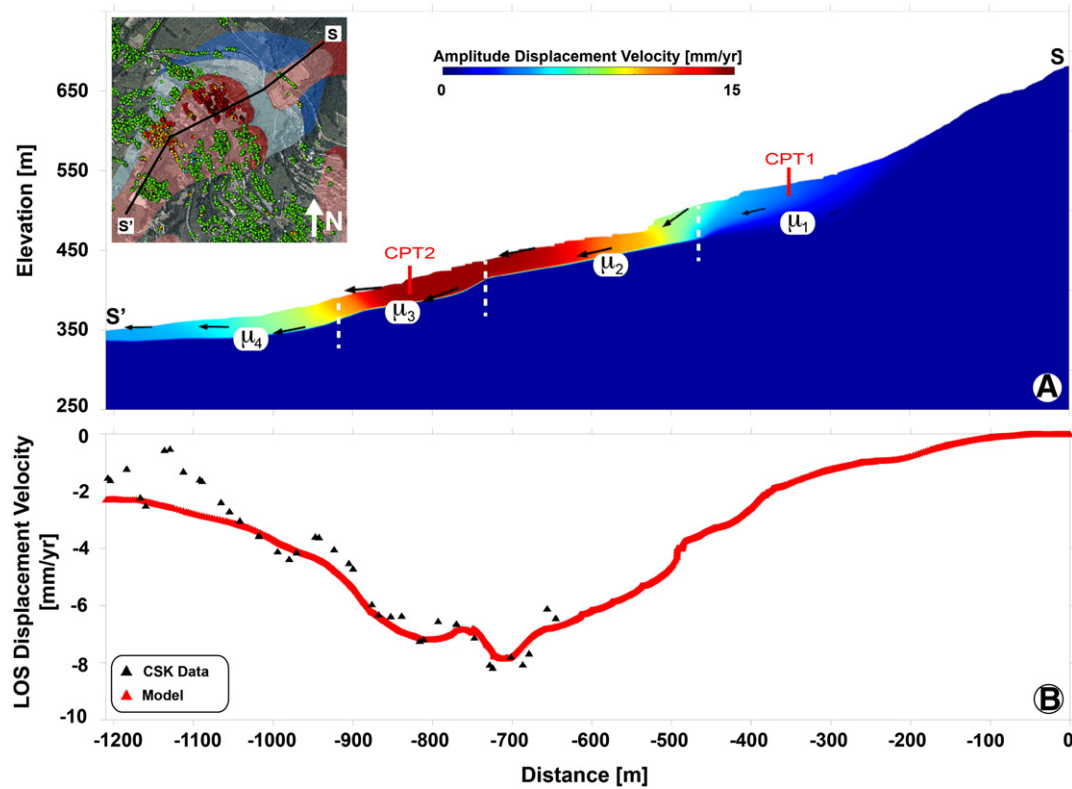 S
S'
N
Amplitude Displacement Velocity [mm/yr]
0 15
S
CPT1
μ1
CPT2
μ2
μ3
S'
μ4
A
Elevation [m]
650
550
450
350
250
LOS Displacement Velocity
[mm/yr]
0
-2
-4
-6
-8
-10
CSK Data
Model
B
-1200 -1100 -1000 -900 -800 -700 -600 -500 -400 -300 -200 -100 0
Distance [m]